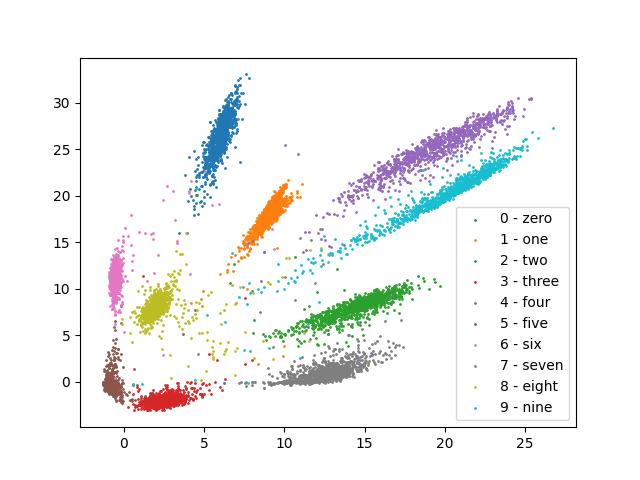 30
25
20
15
10
5
0
0 5 10 15 20 25
0 - zero
1 - one
2 - two
3 - three
4 - four
5 - five
6 - six
7 - seven
8 - eight
9 - nine